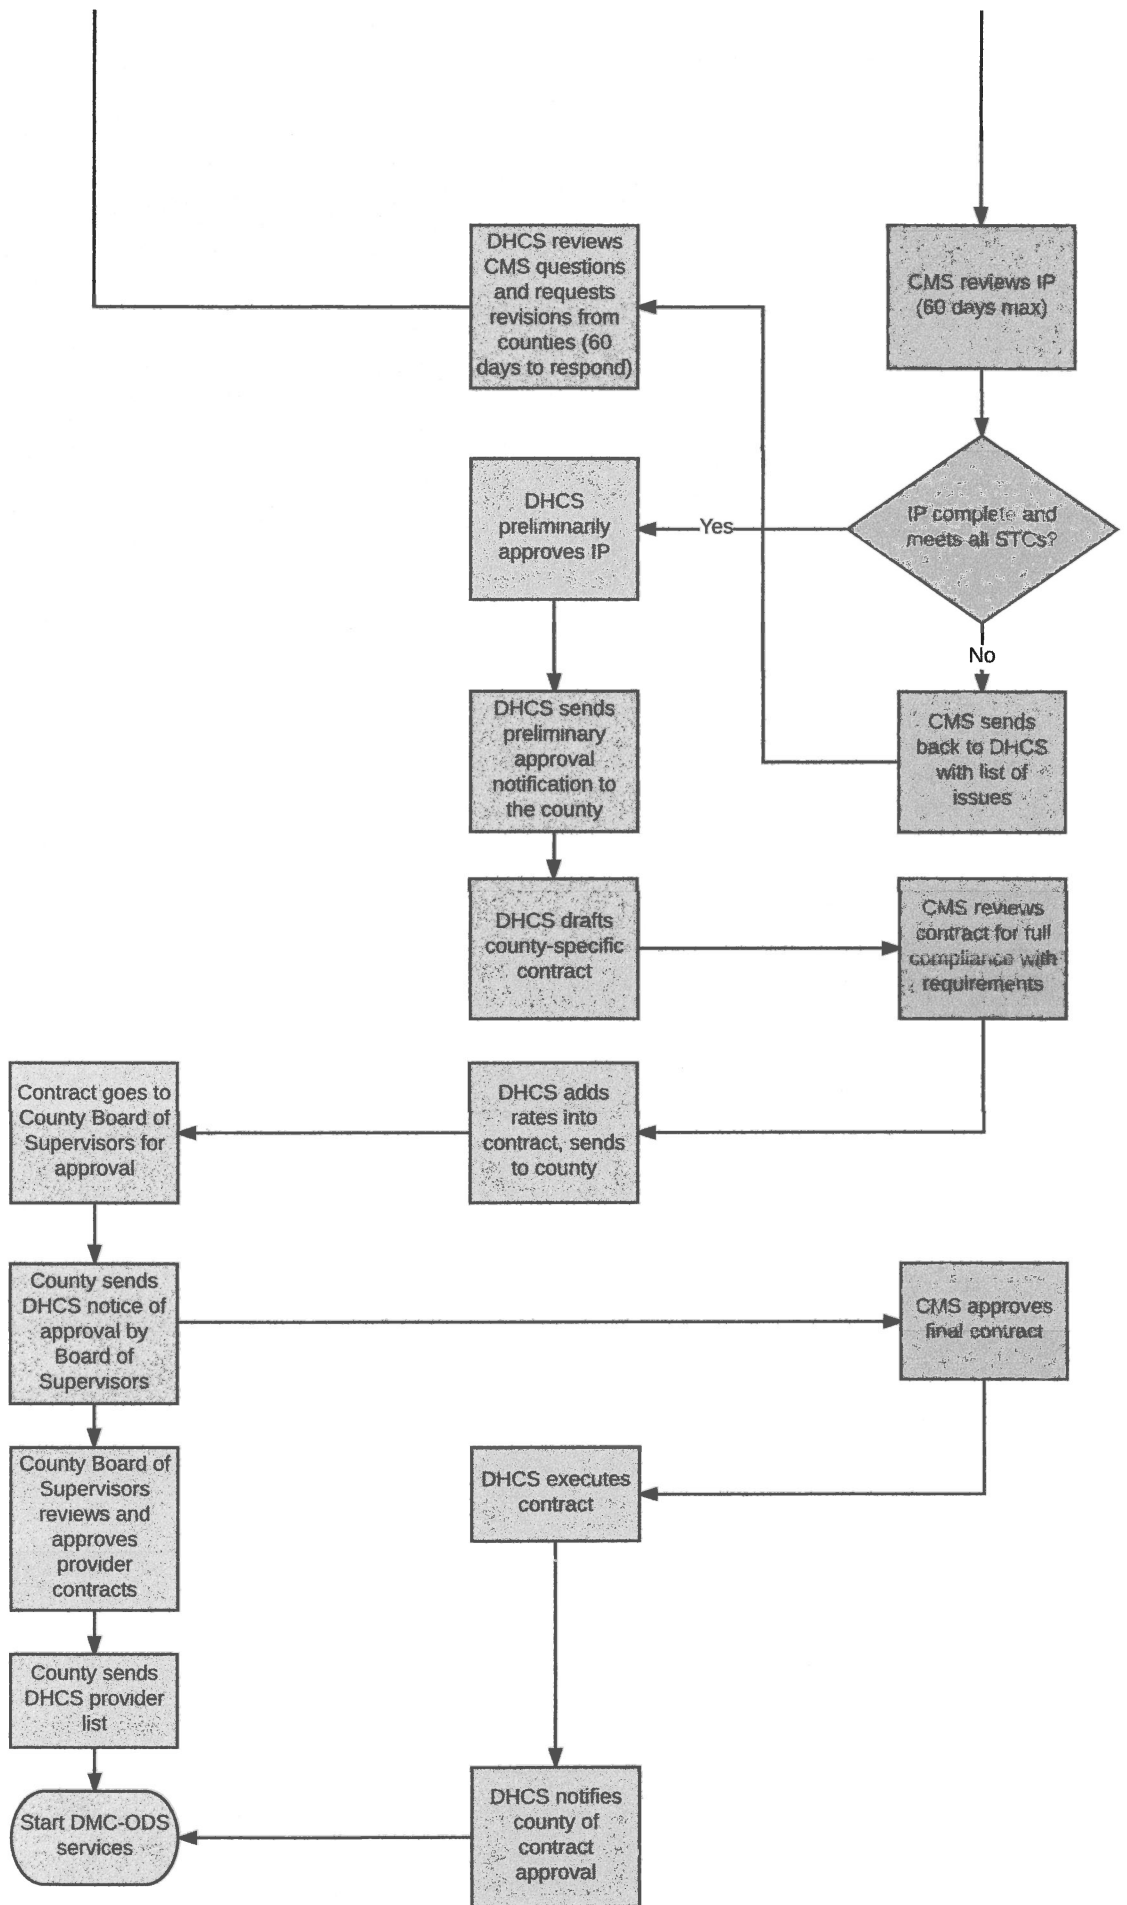 DHCS reviews
CMS questions
and requests
revisions from
counties (60
days to respond)
CMS reviews IP
(60 days max)
DHCS
preliminarily
approves IP
Yes
IP complete and
meets all STCs?
No
DHCS sends
preliminary
approval
notification to
the county
CMS sends
back to DHCS
with list of
issues
DHCS drafts
county-specific
contract
CMS reviews
contract for full
compliance with
requirements
Contract goes to
County Board of
Supervisors for
approval
DHCS adds
rates into
contract, sends
to county
County sends
DHCS notice of
approval by
Board of
Supervisors
CMS approves
final contract
County Board of
Supervisors
reviews and
approves
provider
contracts
DHCS executes
contract
County sends
DHCS provider
list
Start DMC-ODS
services
DHCS notifies
county of
contract
approval